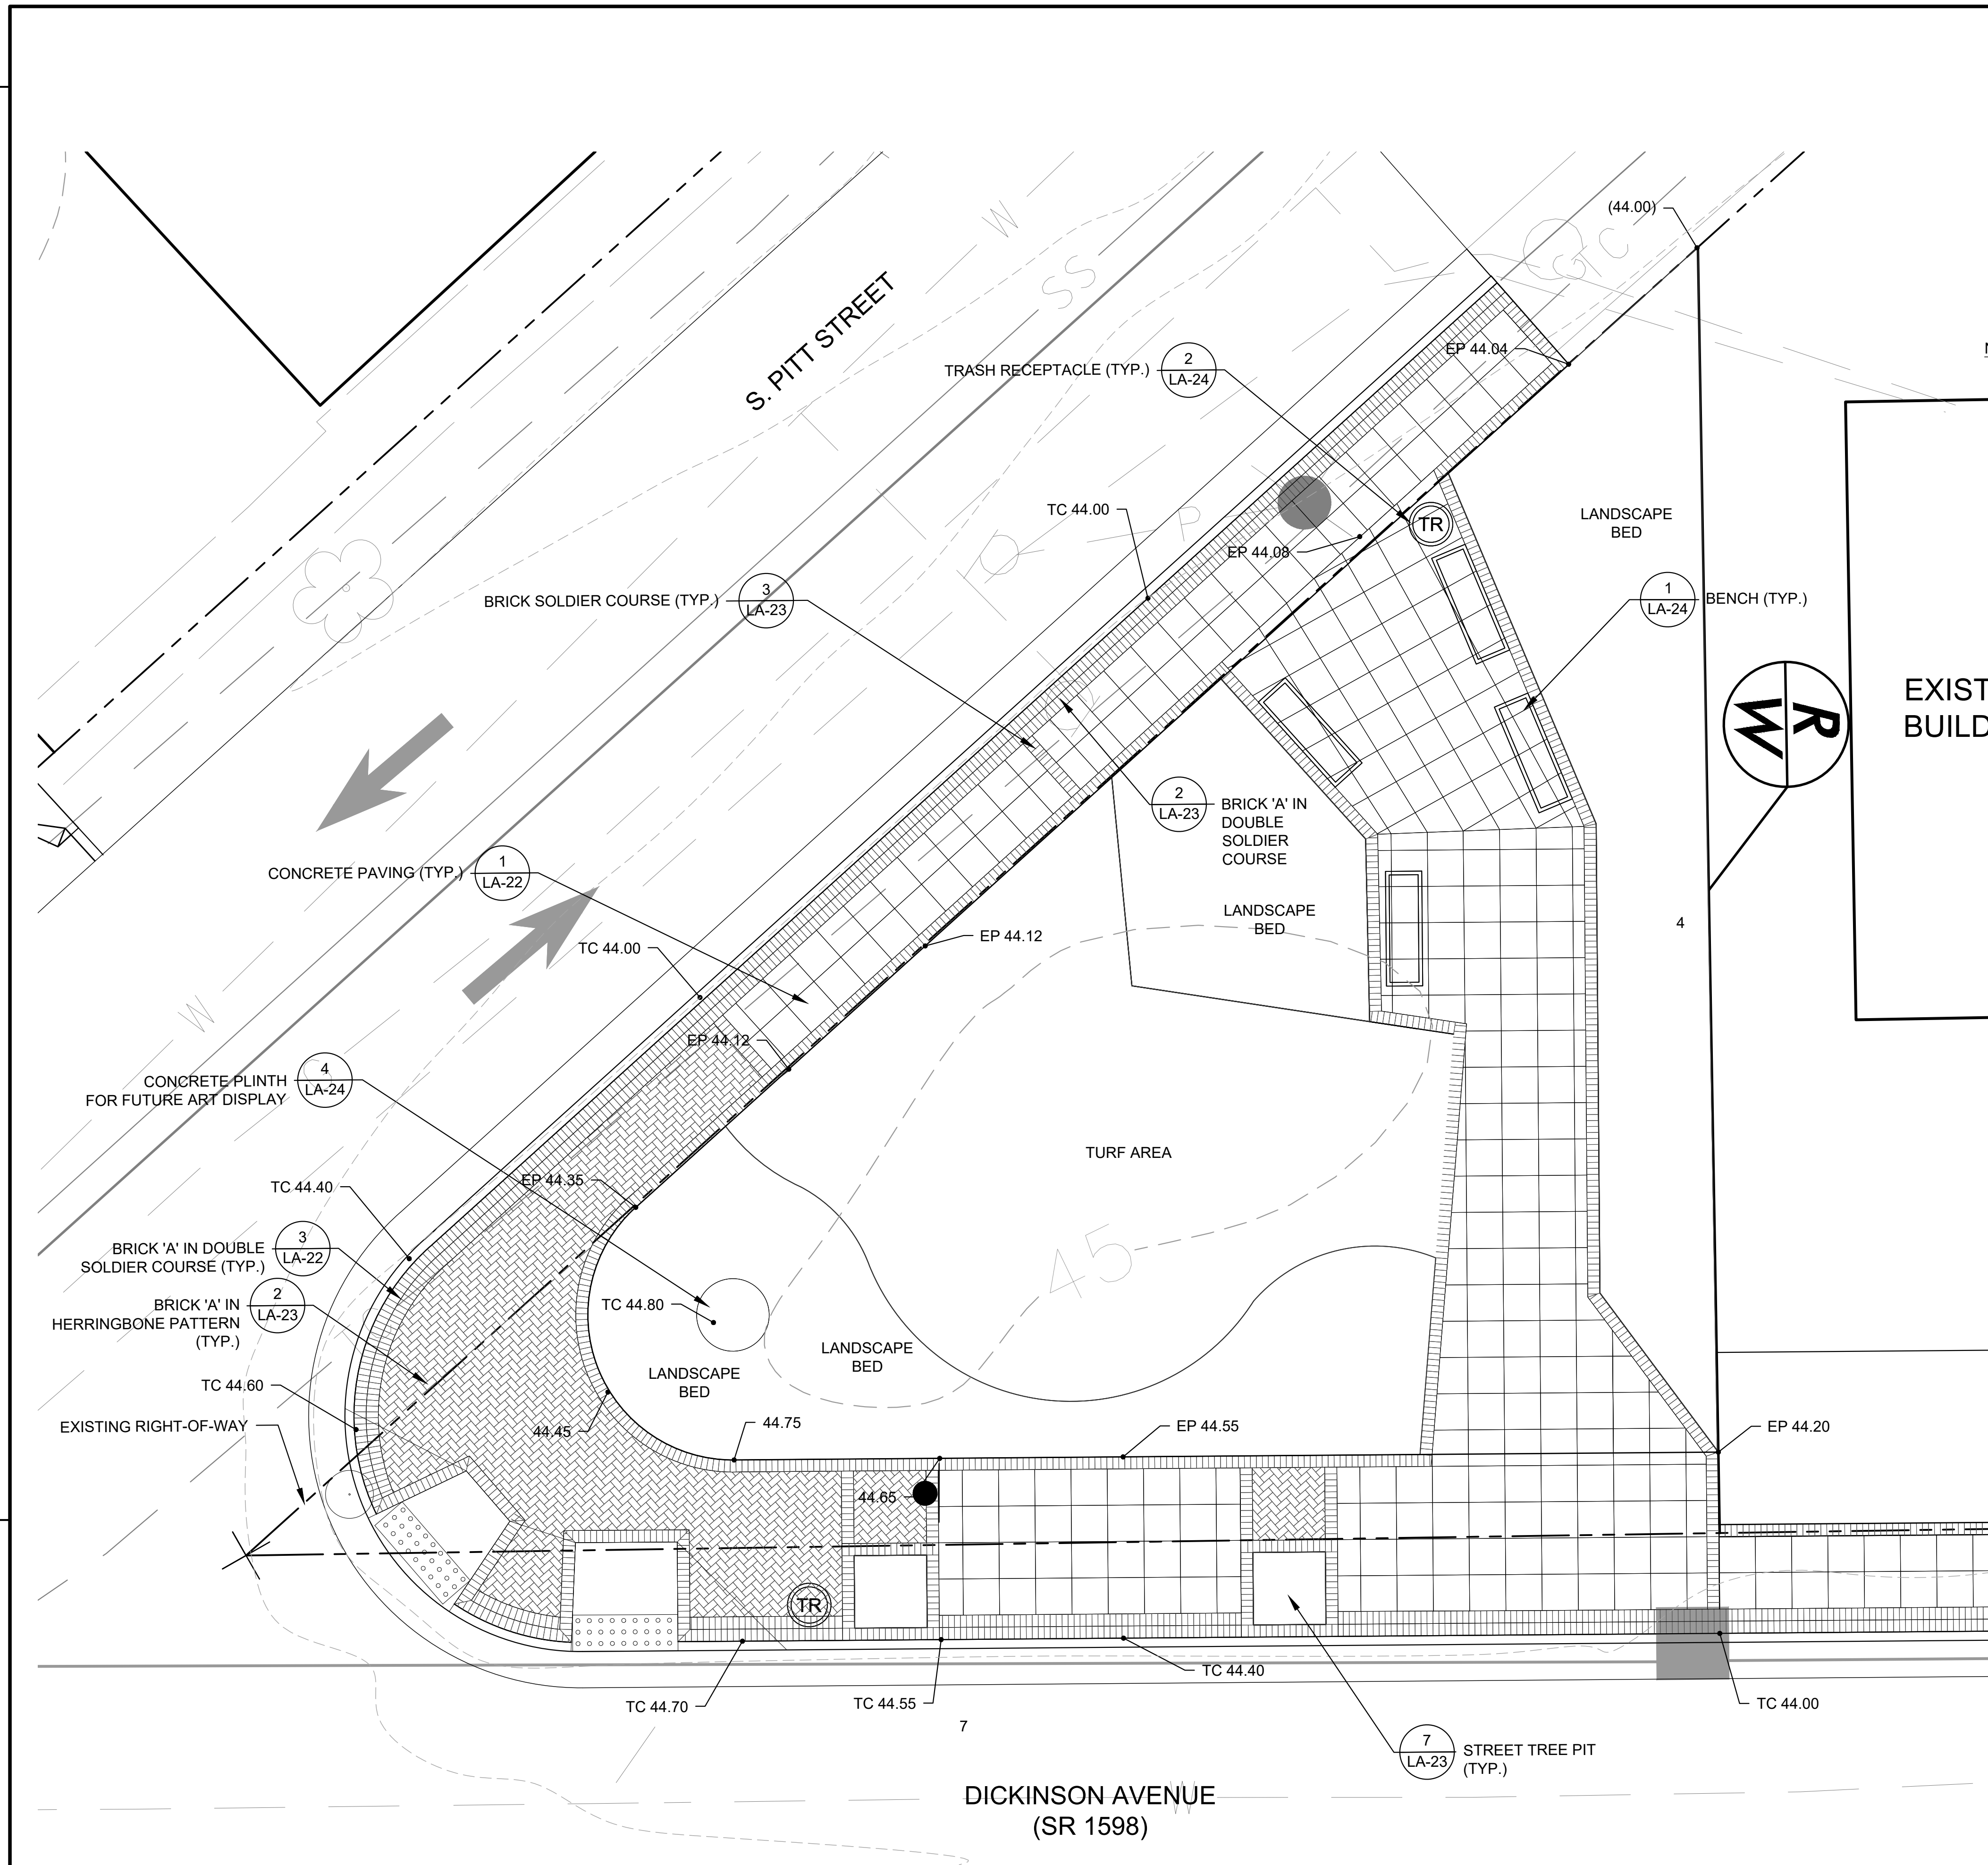 (44.00)
S. PITT STREET
W
SS
TRASH RECEPTACLE (TYP.)
2
LA-24
EP 44.04
TC 44.00
EP 44.08
TR
LANDSCAPE
BED
BRICK SOLDIER COURSE (TYP.)
3
LA-23
1
LA-24
BENCH (TYP.)
R
W
EXIST
BUILD
2
LA-23
BRICK 'A' IN
DOUBLE
SOLDIER
COURSE
CONCRETE PAVING (TYP.)
1
LA-22
LANDSCAPE
BED
4
TC 44.00
EP 44.12
W
EP 44.12
CONCRETE PLINTH
FOR FUTURE ART DISPLAY
4
LA-24
TURF AREA
TC 44.40
EP 44.35
BRICK 'A' IN DOUBLE
SOLDIER COURSE (TYP.)
3
LA-22
45
BRICK 'A' IN
HERRINGBONE PATTERN
(TYP.)
2
LA-23
TC 44.80
LANDSCAPE
BED
LANDSCAPE
BED
TC 44.60
EXISTING RIGHT-OF-WAY
44.45
44.75
EP 44.55
EP 44.20
44.65
TR
TC 44.40
TC 44.70
TC 44.55
TC 44.00
7
7
LA-23
STREET TREE PIT
(TYP.)
DICKINSON AVENUE
(SR 1598)
W